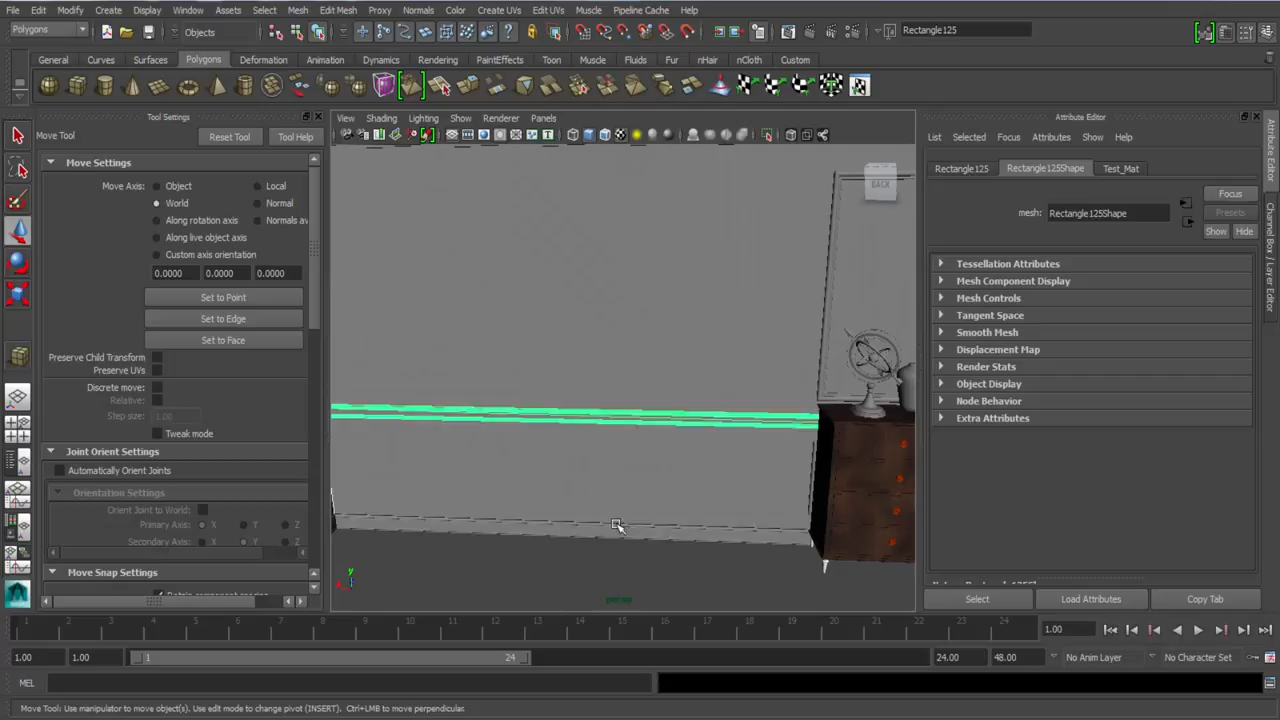 File Edit Modify Create Display Window Assets Select Mesh Edit Mesh Proxy Normals Color Create UVs Edit UVs Muscle Pipeline Cache Help
Polygons Objects Rectangle125
General Curves Surfaces Polygons Deformation Animation Rendering PaintEffects Toon Muscle Fluids Fur nHair nCloth Custom
Tool Settings
Move Tool Reset Tool Tool Help
Move Settings
Move Axis: Object Local
World Normal
Along rotation axis Normals av
Along live object axis
Custom axis orientation
0.0000 0.0000 0.0000
Set to Point
Set to Edge
Set to Face
Preserve Child Transform
Preserve UVs
Discrete move:
Relative:
Step size: 1.00
Tweak mode
Joint Orient Settings
Automatically Orient Joints
Orientation Settings
Orient Joint to World:
Primary Axis: X Y Z
Secondary Axis: X Y Z
Move Snap Settings
View Shading Lighting Show Renderer Panels
BACK
y
persp
Attribute Editor
List Selected Focus Attributes Show Help
Rectangle125 Rectangle125Shape Test_Mat
mesh: Rectangle125Shape
Focus
Presets
Show Hide
Tessellation Attributes
Mesh Component Display
Mesh Controls
Tangent Space
Smooth Mesh
Displacement Map
Render Stats
Object Display
Node Behavior
Extra Attributes
Select Load Attributes Copy Tab
Attribute Editor
Channel Box / Layer Editor
1 2 3 4 5 6 7 8 9 10 11 12 13 14 15 16 17 18 19 20 21 22 23 24 1.00
1.00 1.00 1 24 24.00 48.00 No Anim Layer No Character Set
MEL
Move Tool: Use manipulator to move object(s). Use edit mode to change pivot (INSERT). Ctrl+LMB to move perpendicular.